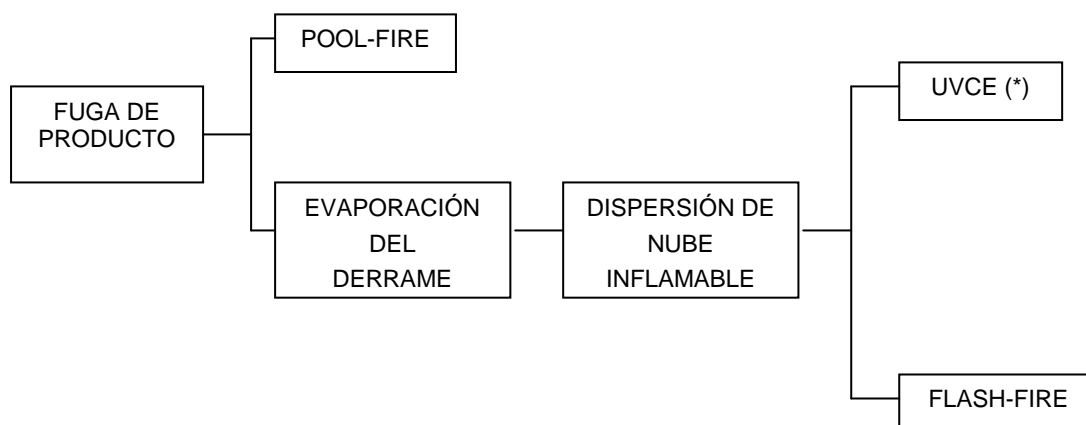 POOL-FIRE
FUGA DE
PRODUCTO
UVCE (*)
EVAPORACIÓN
DEL
DERRAME
DISPERSIÓN DE
NUBE
INFLAMABLE
FLASH-FIRE